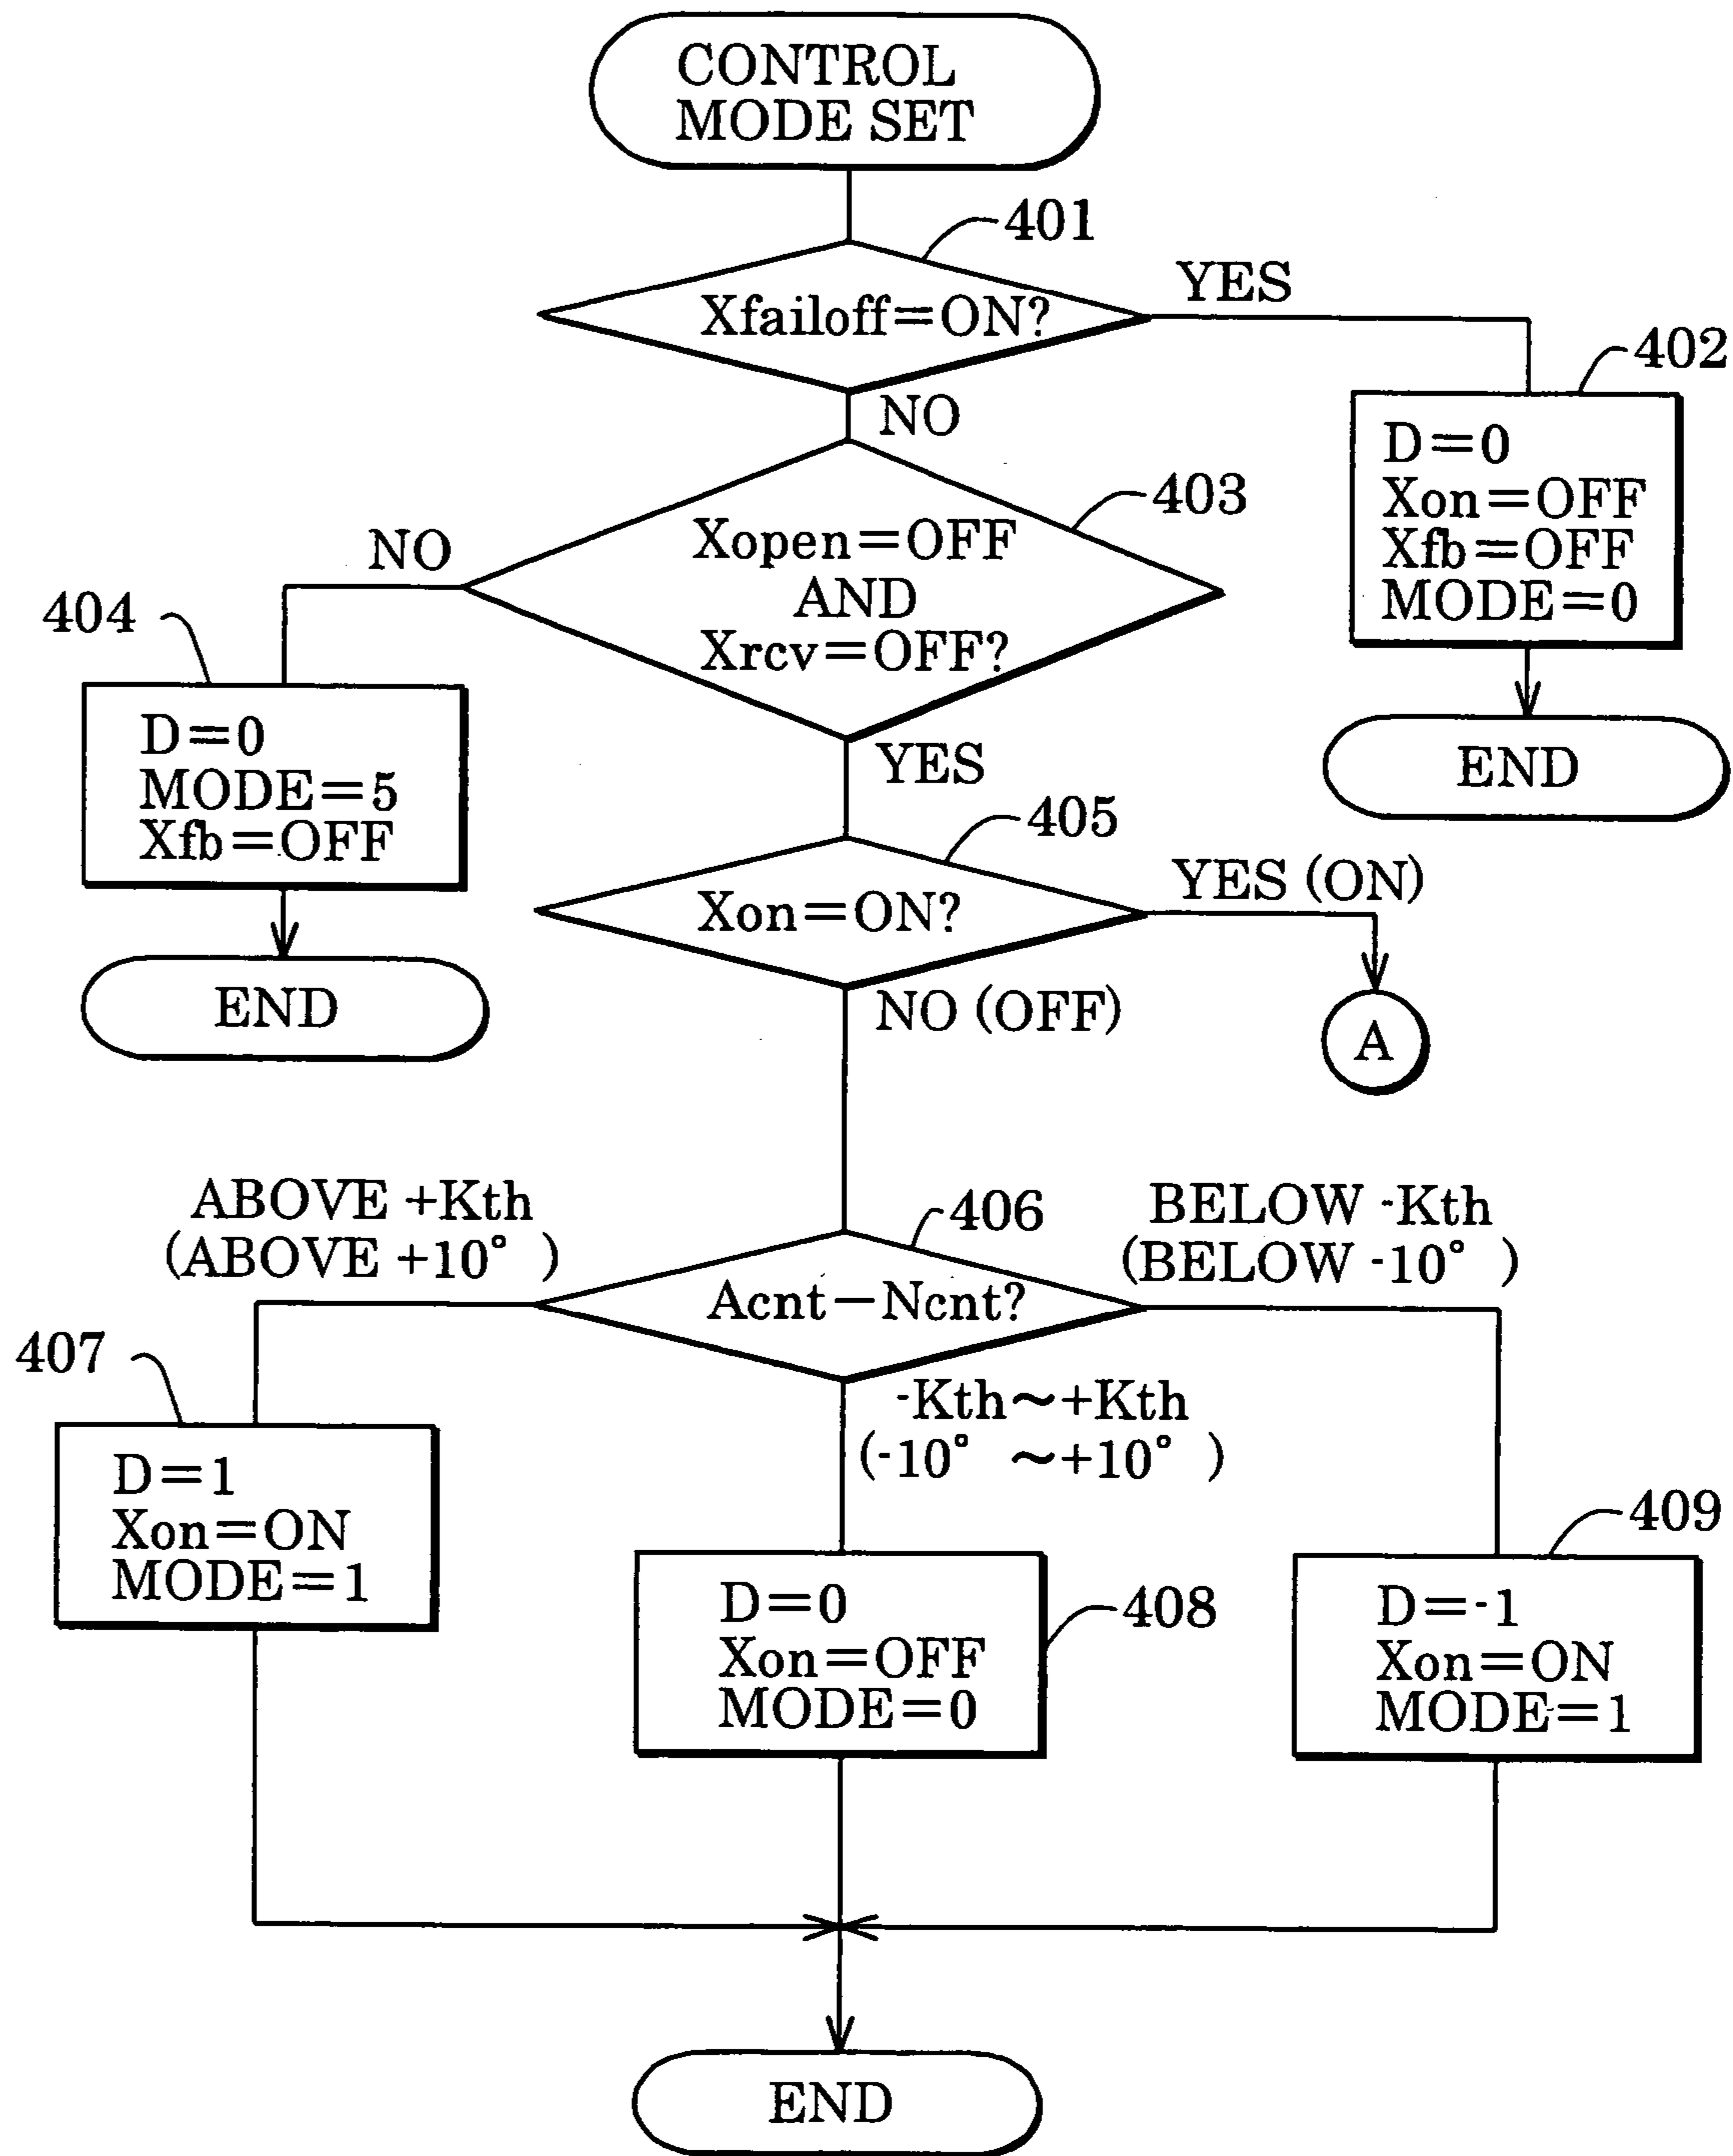 CONTROL
MODE SET
401
Xfailoff=ON?
YES
NO
402
D=0
Xon=OFF
Xfb=OFF
MODE=0
END
403
Xopen=OFF
AND
Xrcv=OFF?
NO
404
D=0
MODE=5
Xfb=OFF
END
YES
405
Xon=ON?
YES (ON)
A
NO (OFF)
406
Acnt−Ncnt?
ABOVE +Kth
(ABOVE +10° )
BELOW -Kth
(BELOW -10° )
-Kth~+Kth
(-10° ~+10° )
407
D=1
Xon=ON
MODE=1
408
D=0
Xon=OFF
MODE=0
409
D=-1
Xon=ON
MODE=1
END